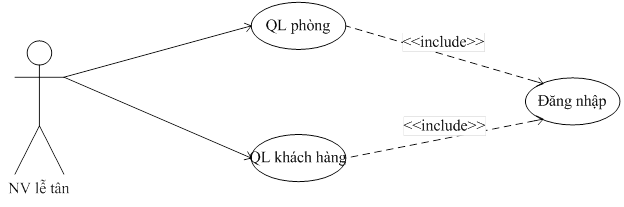 QL phòng
<<include>>
Đăng nhập
<<include>>
QL khách hàng
NV lễ tân